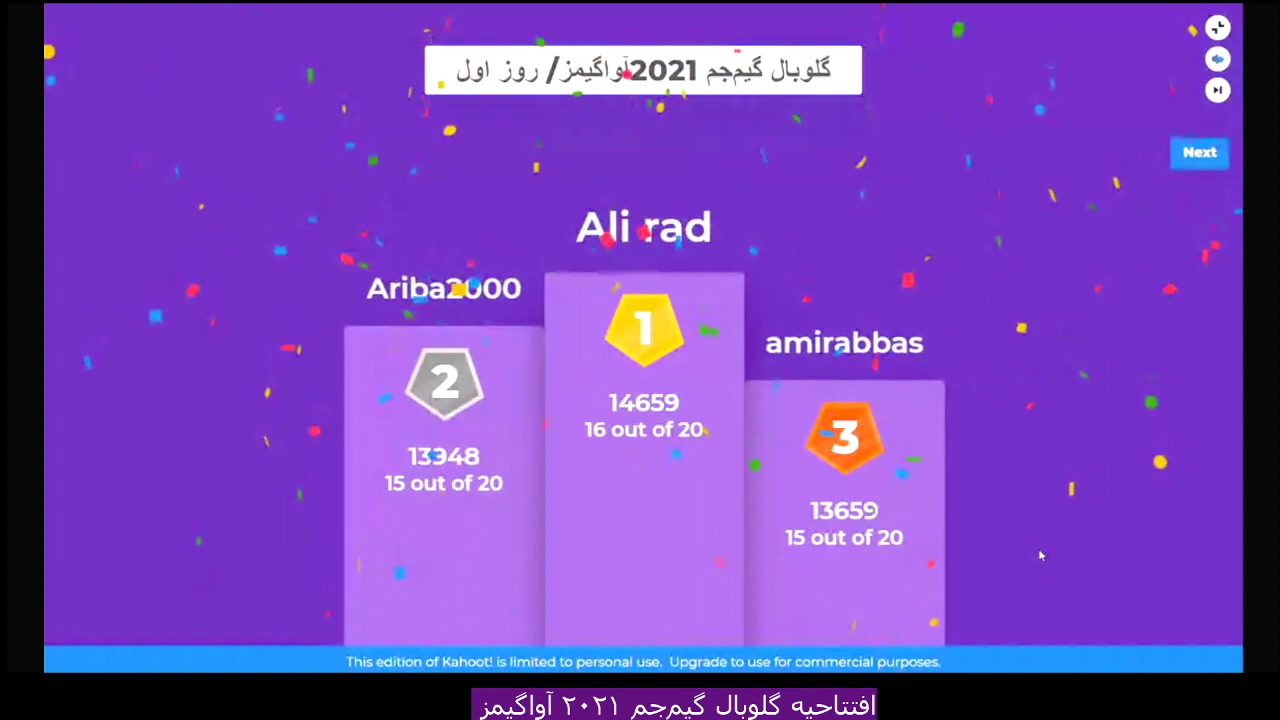 گلوبال گیم‌جم 2021آواگیمز/ روز اول
Next
Ali rad
Ariba2000
amirabbas
1
14659
16 out of 20
2
13948
15 out of 20
3
13659
15 out of 20
This edition of Kahoot! is limited to personal use. Upgrade to use for commercial purposes.
افتتاحیه گلوبال گیم‌جم ۲۰۲۱ آواگیمز